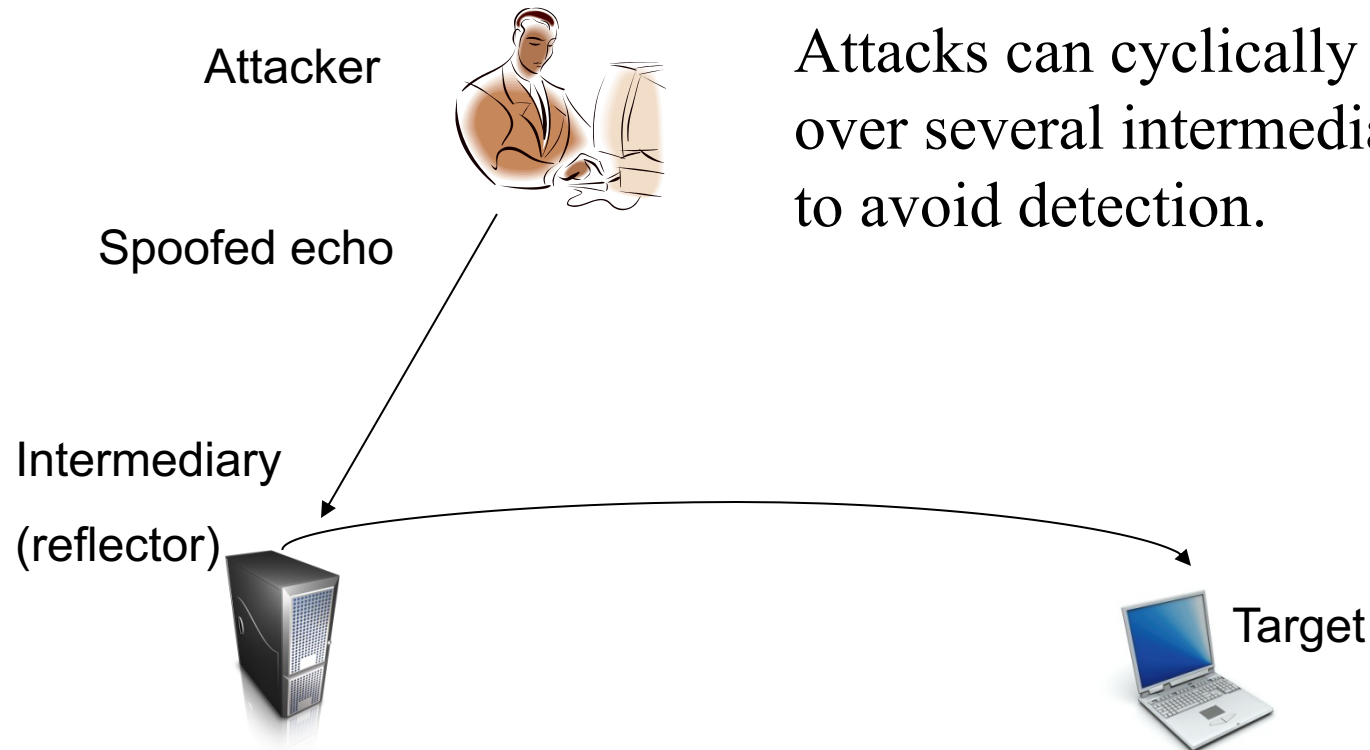 Attacker
Attacks can cyclically
over several
to avoid detection.
Spoofed echo
Intermediary
(reflector)
Target